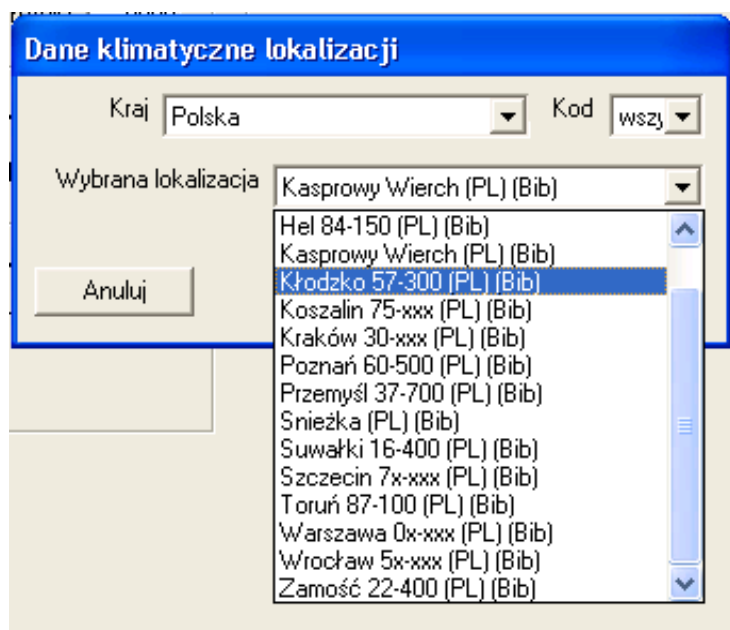 Dane klimatyczne lokalizacji
Kraj Polska Kod wszy
Wybrana lokalizacja Kasprowy Wierch (PL) (Bib)
Hel 84-150 (PL) (Bib)
Kasprowy Wierch (PL) (Bib)
Anuluj
Kłodzko 57-300 (PL) (Bib)
Koszalin 75-xxx (PL) (Bib)
Kraków 30-xxx (PL) (Bib)
Poznań 60-500 (PL) (Bib)
Przemyśl 37-700 (PL) (Bib)
Snieżka (PL) (Bib)
Suwałki 16-400 (PL) (Bib)
Szczecin 7x-xxx (PL) (Bib)
Toruń 87-100 (PL) (Bib)
Warszawa 0x-xxx (PL) (Bib)
Wrocław 5x-xxx (PL) (Bib)
Zamość 22-400 (PL) (Bib)